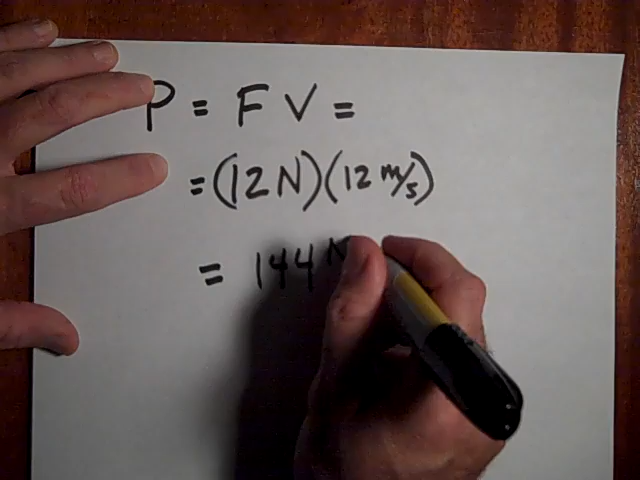 P = F V =
= (12 N)(12 m/s)
= 144 N